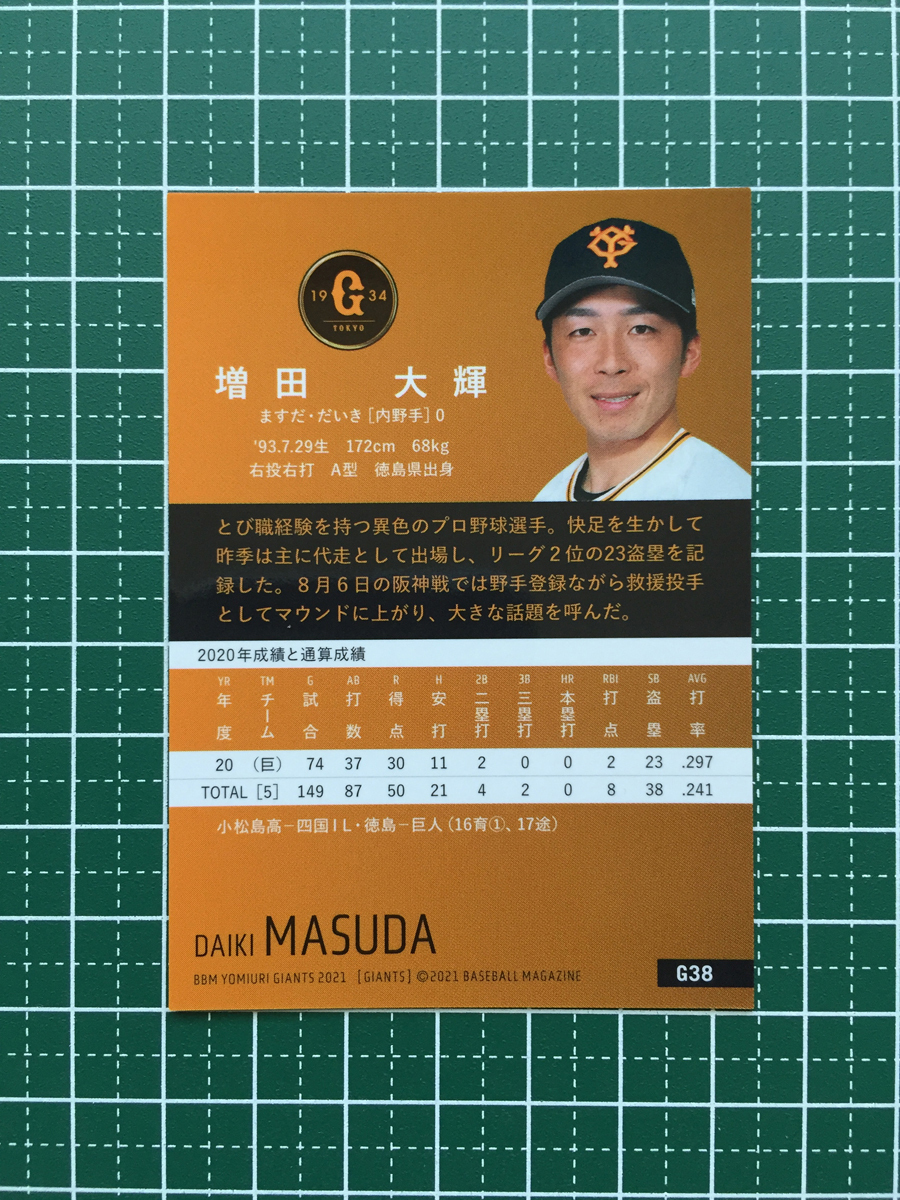 YG
19 G 34
TOKYO
増田 大輝
ますだ・だいき［内野手］0
'93.7.29生 172cm 68kg
右投右打 A型 徳島県出身
とび職経験を持つ異色のプロ野球選手。快足を生かして
昨季は主に代走として出場し、リーグ２位の23盗塁を記
録した。８月６日の阪神戦では野手登録ながら救援投手
としてマウンドに上がり、大きな話題を呼んだ。
2020年成績と通算成績
YR TM G AB R H 2B 3B HR RBI SB AVG
年度 チーム 試合 打数 得点 安打 二塁打 三塁打 本塁打 打点 盗塁 打率
20 （巨） 74 37 30 11 2 0 0 2 23 .297
TOTAL［5］ 149 87 50 21 4 2 0 8 38 .241
小松島高－四国ＩＬ・徳島－巨人（16育①、17途）
DAIKI MASUDA
BBM YOMIURI GIANTS 2021 ［GIANTS］ ©2021 BASEBALL MAGAZINE
G38